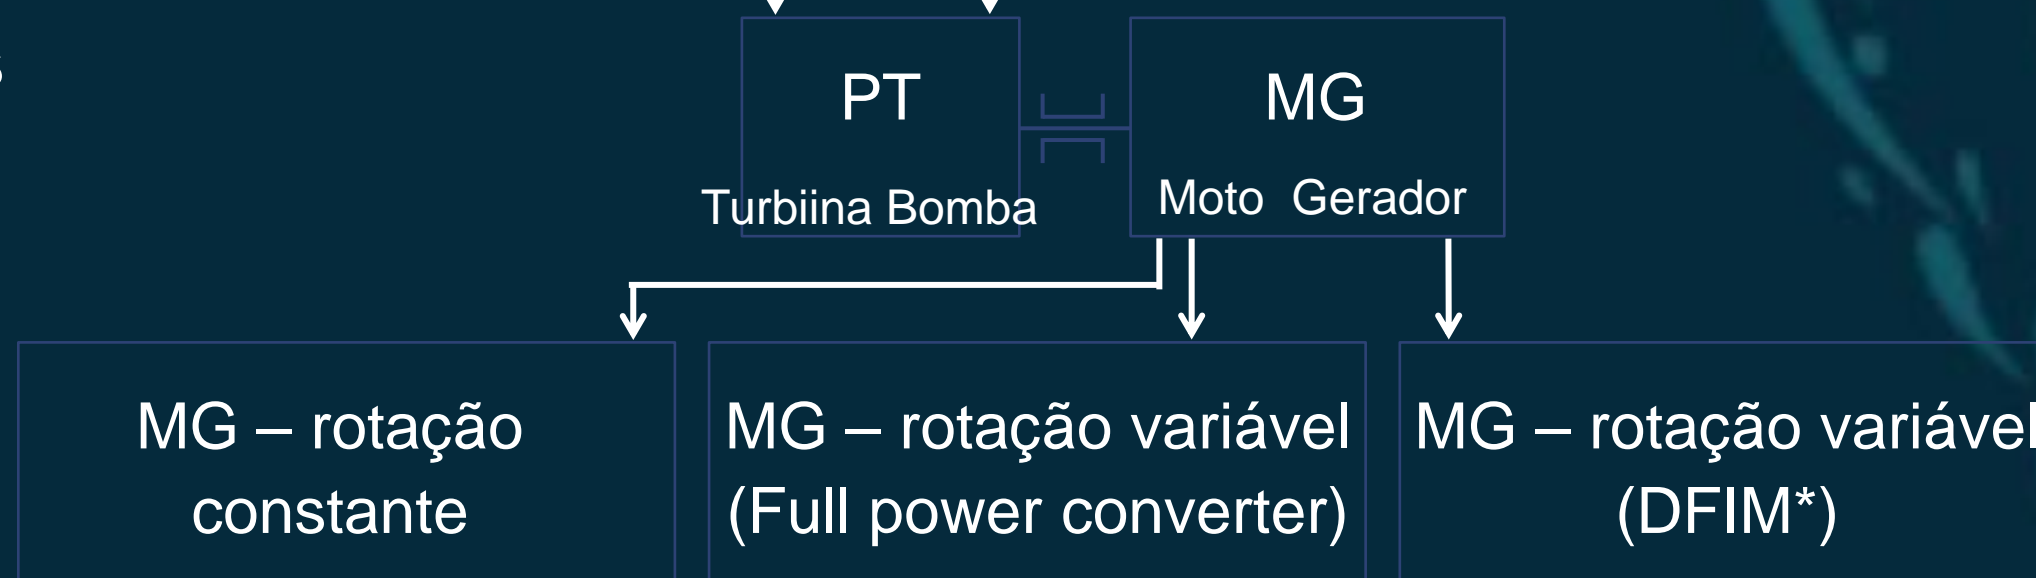 s
PT
MG
Turbiina Bomba
Moto Gerador
MG – rotação
constante
MG – rotação variável
(Full power converter)
MG – rotação variável
(DFIM*)